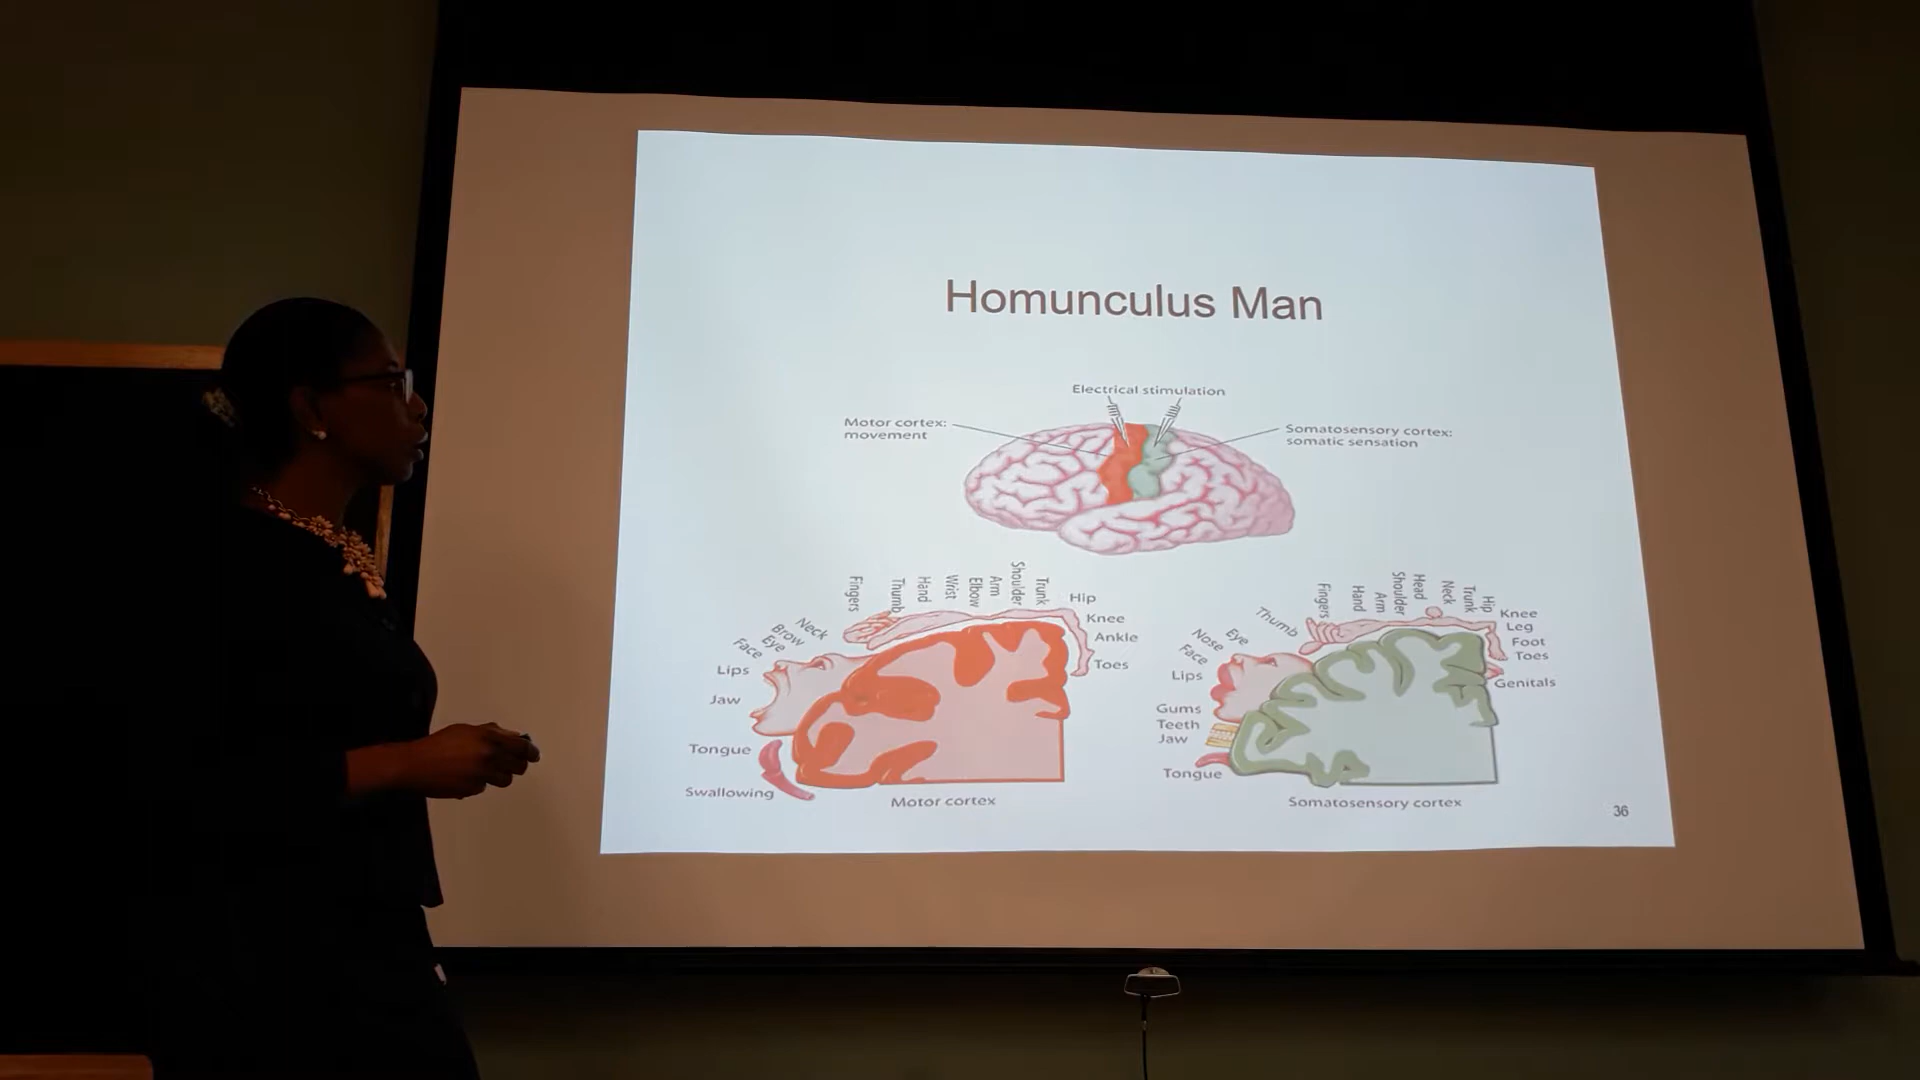 Homunculus Man
Electrical stimulation
Motor cortex:
movement
Somatosensory cortex:
somatic sensation
Fingers
Thumb
Hand
Wrist
Elbow
Arm
Shoulder
Trunk
Hip
Knee
Ankle
Toes
Neck
Brow
Eye
Face
Lips
Jaw
Tongue
Swallowing
Motor cortex
Fingers
Hand
Arm
Shoulder
Head
Neck
Trunk
Hip
Knee
Leg
Foot
Toes
Genitals
Thumb
Eye
Nose
Face
Lips
Gums
Teeth
Jaw
Tongue
Somatosensory cortex
36